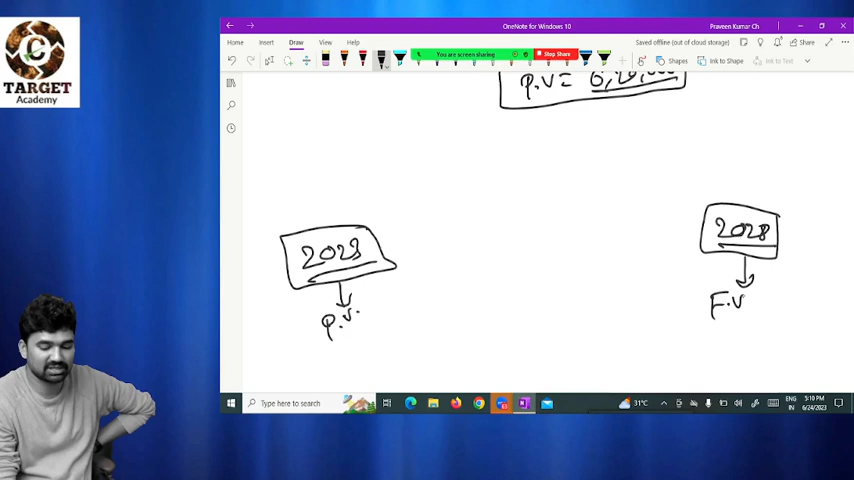 TARGET
Academy
OneNote for Windows 10
Praveen Kumar Ch
Home Insert Draw View Help
Saved offline (out of cloud storage)
Share
You are screen sharing
Stop Share
Shapes
Ink to Shape
Ink to Text
P.V=
2023
P.V.
2028
F.V
Type here to search
31°C
ENG
IN
5:10 PM
6/24/2023